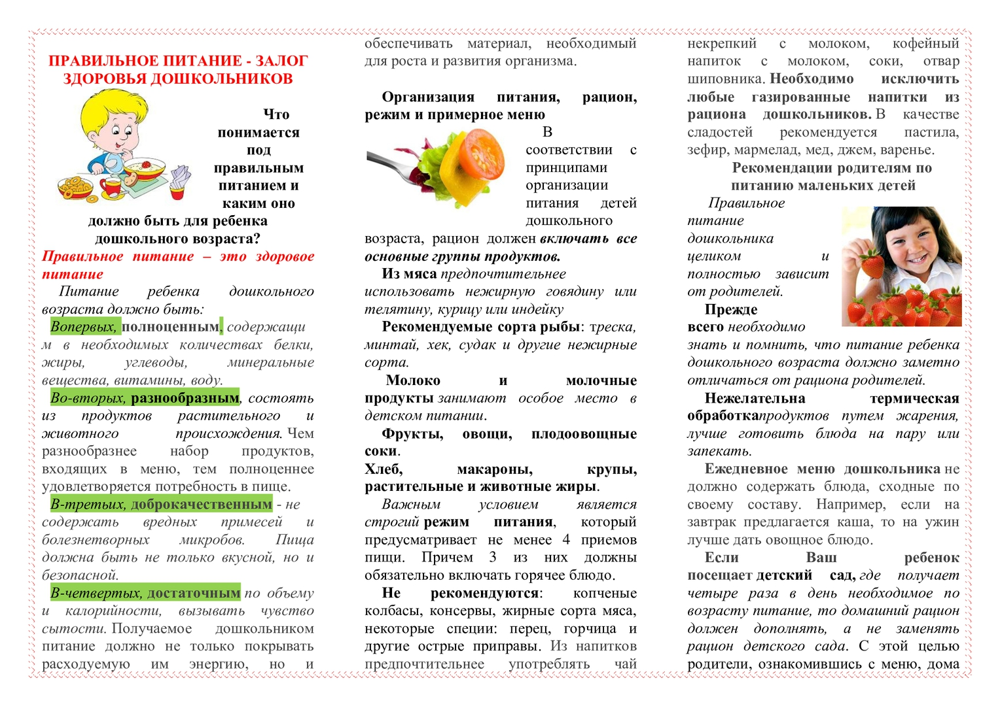 ПРАВИЛЬНОЕ ПИТАНИЕ - ЗАЛОГ
ЗДОРОВЬЯ ДОШКОЛЬНИКОВ
Что
понимается
под
правильным
питанием и
каким оно
должно быть для ребенка
дошкольного возраста?
Правильное питание – это здоровое
питание
Питание ребенка дошкольного
возраста должно быть:
Вопервых, полноценным, содержащи
м в необходимых количествах белки,
жиры, углеводы, минеральные
вещества, витамины, воду.
Во-вторых, разнообразным, состоять
из продуктов растительного и
животного происхождения. Чем
разнообразнее набор продуктов,
входящих в меню, тем полноценнее
удовлетворяется потребность в пище.
В-третьих, доброкачественным - не
содержать вредных примесей и
болезнетворных микробов. Пища
должна быть не только вкусной, но и
безопасной.
В-четвертых, достаточным по объему
и калорийности, вызывать чувство
сытости. Получаемое дошкольником
питание должно не только покрывать
расходуемую им энергию, но и
обеспечивать материал, необходимый
для роста и развития организма.
Организация питания, рацион,
режим и примерное меню
В
соответствии с
принципами
организации
питания детей
дошкольного
возраста, рацион должен включать все
основные группы продуктов.
Из мяса предпочтительнее
использовать нежирную говядину или
телятину, курицу или индейку
Рекомендуемые сорта рыбы: треска,
минтай, хек, судак и другие нежирные
сорта.
Молоко и молочные
продукты занимают особое место в
детском питании.
Фрукты, овощи, плодоовощные
соки.
Хлеб, макароны, крупы,
растительные и животные жиры.
Важным условием является
строгий режим питания, который
предусматривает не менее 4 приемов
пищи. Причем 3 из них должны
обязательно включать горячее блюдо.
Не рекомендуются: копченые
колбасы, консервы, жирные сорта мяса,
некоторые специи: перец, горчица и
другие острые приправы. Из напитков
предпочтительнее употреблять чай
некрепкий с молоком, кофейный
напиток с молоком, соки, отвар
шиповника. Необходимо исключить
любые газированные напитки из
рациона дошкольников. В качестве
сладостей рекомендуется пастила,
зефир, мармелад, мед, джем, варенье.
Рекомендации родителям по
питанию маленьких детей
Правильное
питание
дошкольника
целиком и
полностью зависит
от родителей.
Прежде
всего необходимо
знать и помнить, что питание ребенка
дошкольного возраста должно заметно
отличаться от рациона родителей.
Нежелательна термическая
обработкапродуктов путем жарения,
лучше готовить блюда на пару или
запекать.
Ежедневное меню дошкольника не
должно содержать блюда, сходные по
своему составу. Например, если на
завтрак предлагается каша, то на ужин
лучше дать овощное блюдо.
Если Ваш ребенок
посещает детский сад, где получает
четыре раза в день необходимое по
возрасту питание, то домашний рацион
должен дополнять, а не заменять
рацион детского сада. С этой целью
родители, ознакомившись с меню, дома